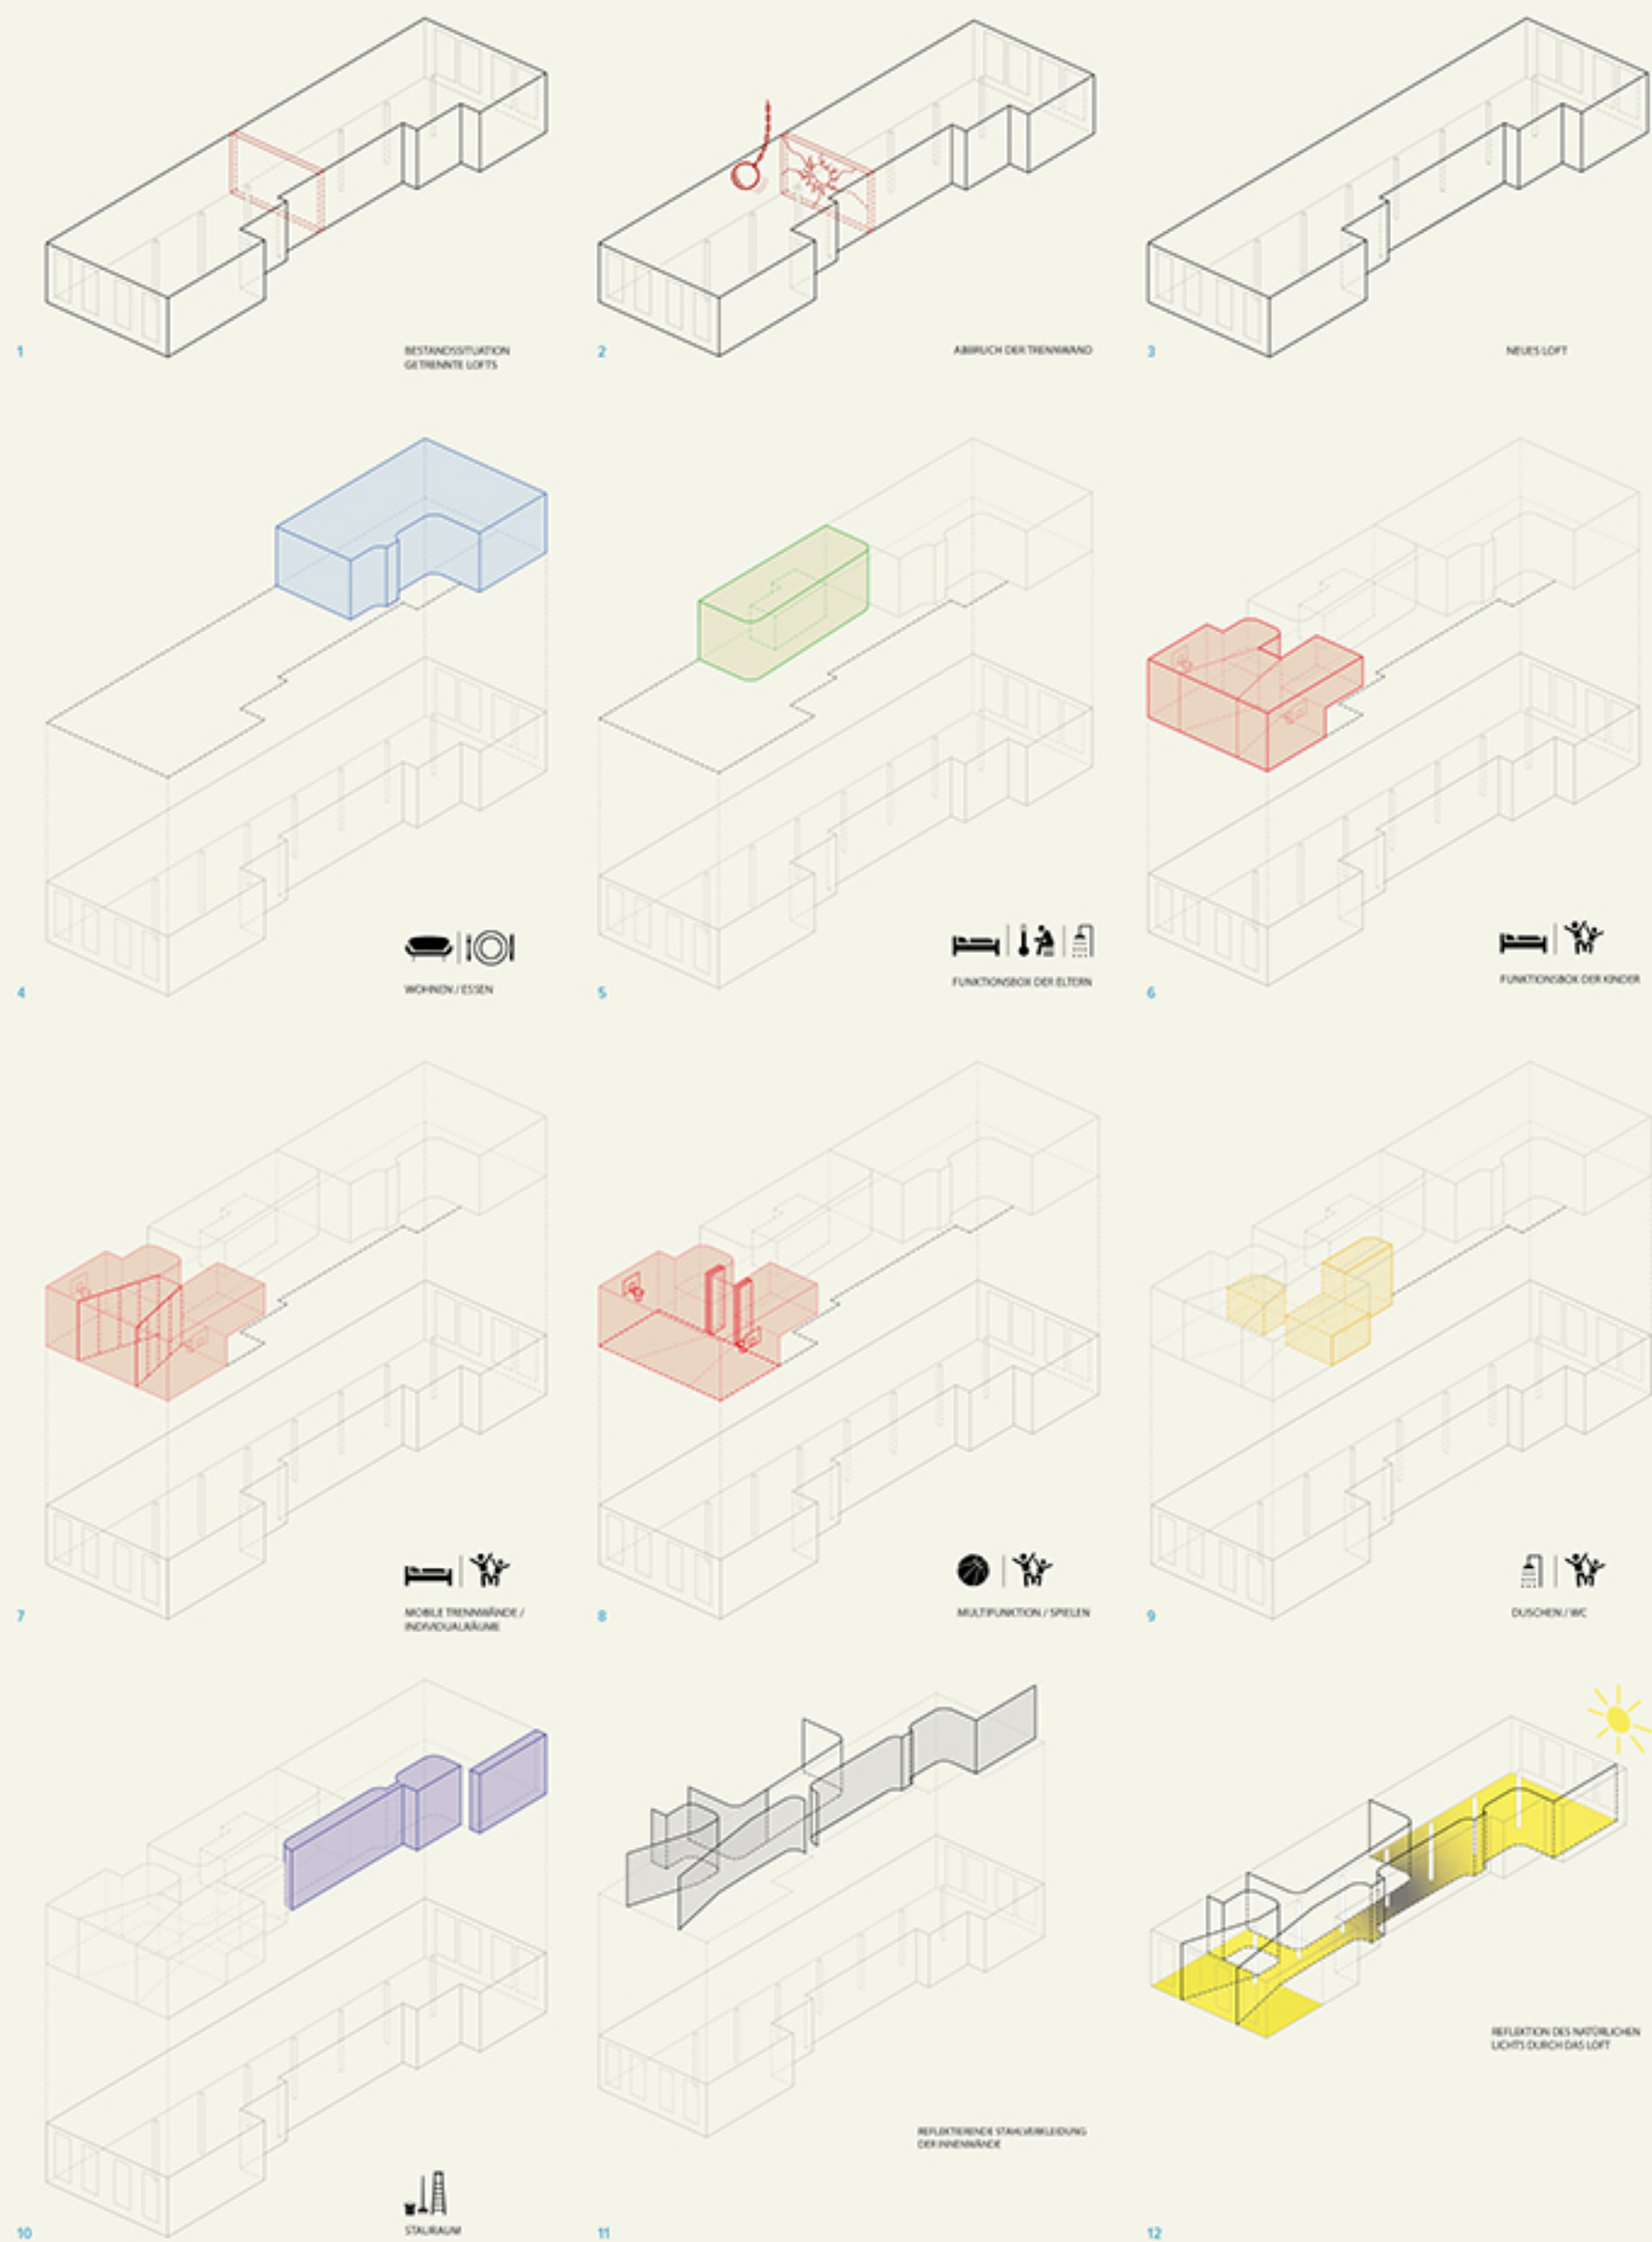 1
BESTANDSSITUATION
GETRENNTE LOFTS
2
ABBRUCH DER TRENNWAND
3
NEUES LOFT
4
WOHNEN / ESSEN
5
FUNKTIONSBOX DER ELTERN
6
FUNKTIONSBOX DER KINDER
7
MOBILE TRENNWÄNDE /
INDIVIDUALRÄUME
8
MULTIFUNKTION / SPIELEN
9
DUSCHEN / WC
10
STAURAUM
11
REFLEKTIERENDE STAHLVERKLEIDUNG
DER INNENWÄNDE
12
REFLEKTION DES NATÜRLICHEN
LICHTS DURCH DAS LOFT